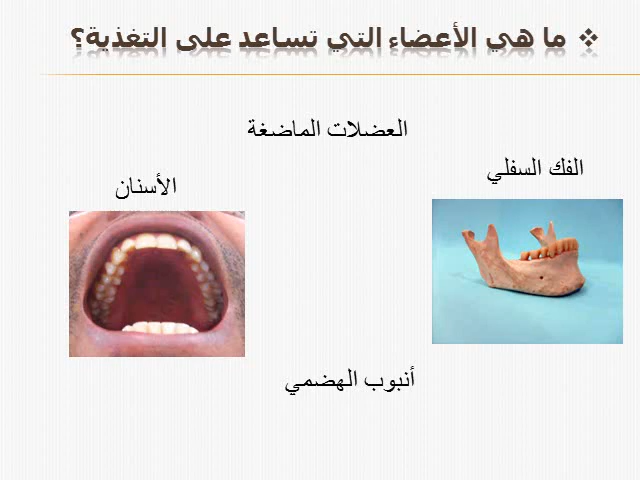 ❖ ما هي الأعضاء التي تساعد على التغذية؟
العضلات الماضغة
الفك السفلي
الأسنان
أنبوب الهضمي